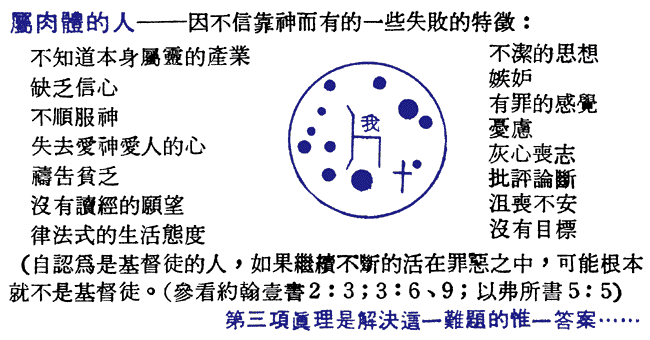 屬肉體的人——因不信靠神而有的一些失敗的特徵：
不知道本身屬靈的產業
缺乏信心
不順服神
失去愛神愛人的心
禱告貧乏
沒有讀經的願望
律法式的生活態度
我
不潔的思想
嫉妒
有罪的感覺
憂慮
灰心喪志
批評論斷
沮喪不安
沒有目標
(自認爲是基督徒的人，如果繼續不斷的活在罪惡之中，可能根本
就不是基督徒。(參看約翰壹書2：3；3：6、9；以弗所書5：5)
第三項眞理是解決這一難題的惟一答案……